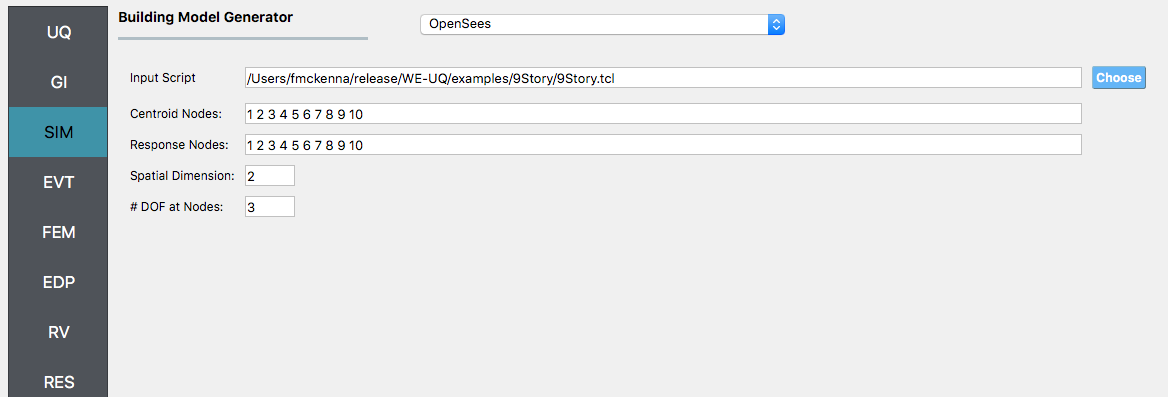 UQ
GI
SIM
EVT
FEM
EDP
RV
RES
Building Model Generator
OpenSees
Input Script /Users/fmckenna/release/WE-UQ/examples/9Story/9Story.tcl Choose
Centroid Nodes: 1 2 3 4 5 6 7 8 9 10
Response Nodes: 1 2 3 4 5 6 7 8 9 10
Spatial Dimension: 2
# DOF at Nodes: 3